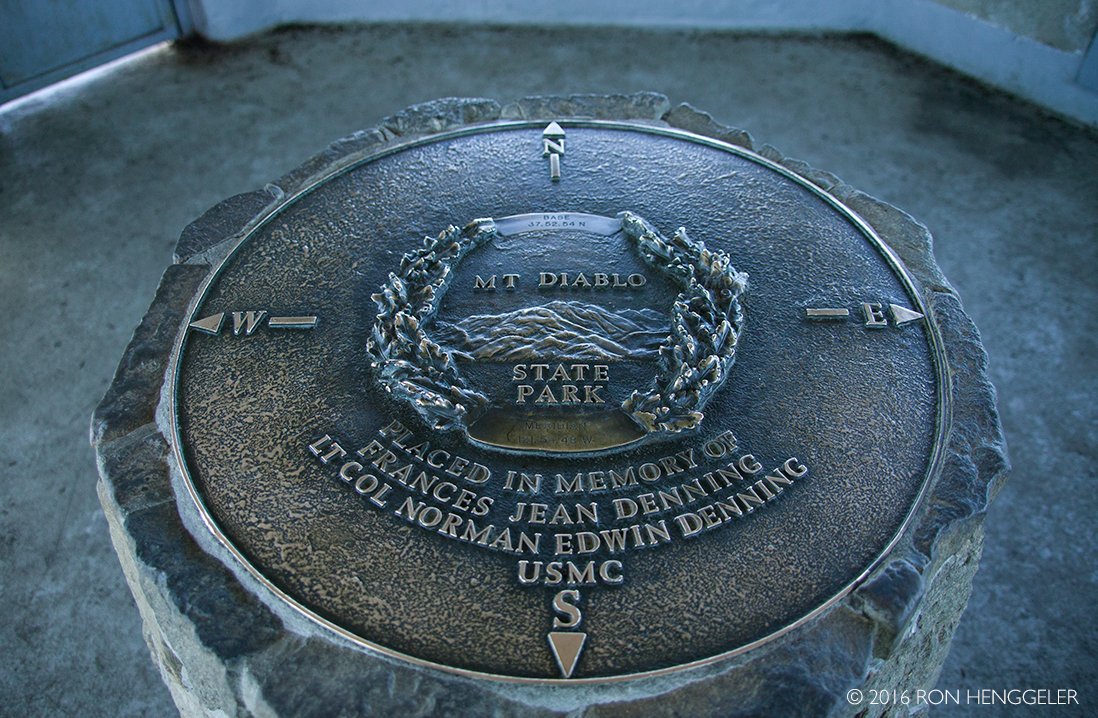 N
BASE
37.52.54 N
MT DIABLO
W
E
STATE
PARK
MERIDIAN
PLACED IN MEMORY OF
FRANCES JEAN DENNING
LT COL NORMAN EDWIN DENNING
USMC
S
© 2016 RON HENGGELER